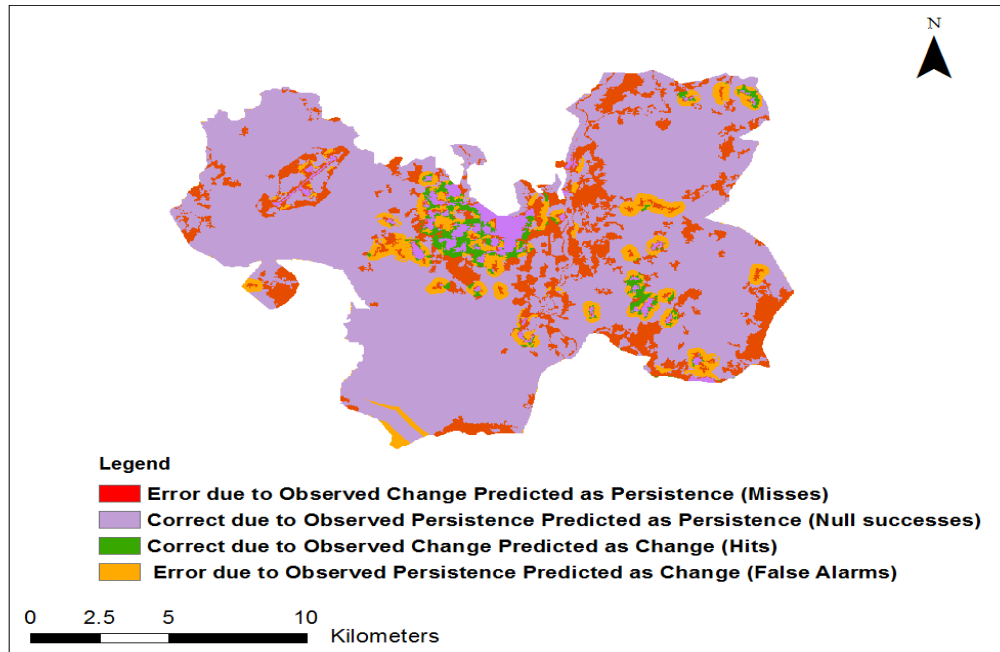 N
Legend
Error due to Observed Change Predicted as Persistence (Misses)
Correct due to Observed Persistence Predicted as Persistence (Null successes)
Correct due to Observed Change Predicted as Change (Hits)
Error due to Observed Persistence Predicted as Change (False Alarms)
0 2.5 5 10
Kilometers